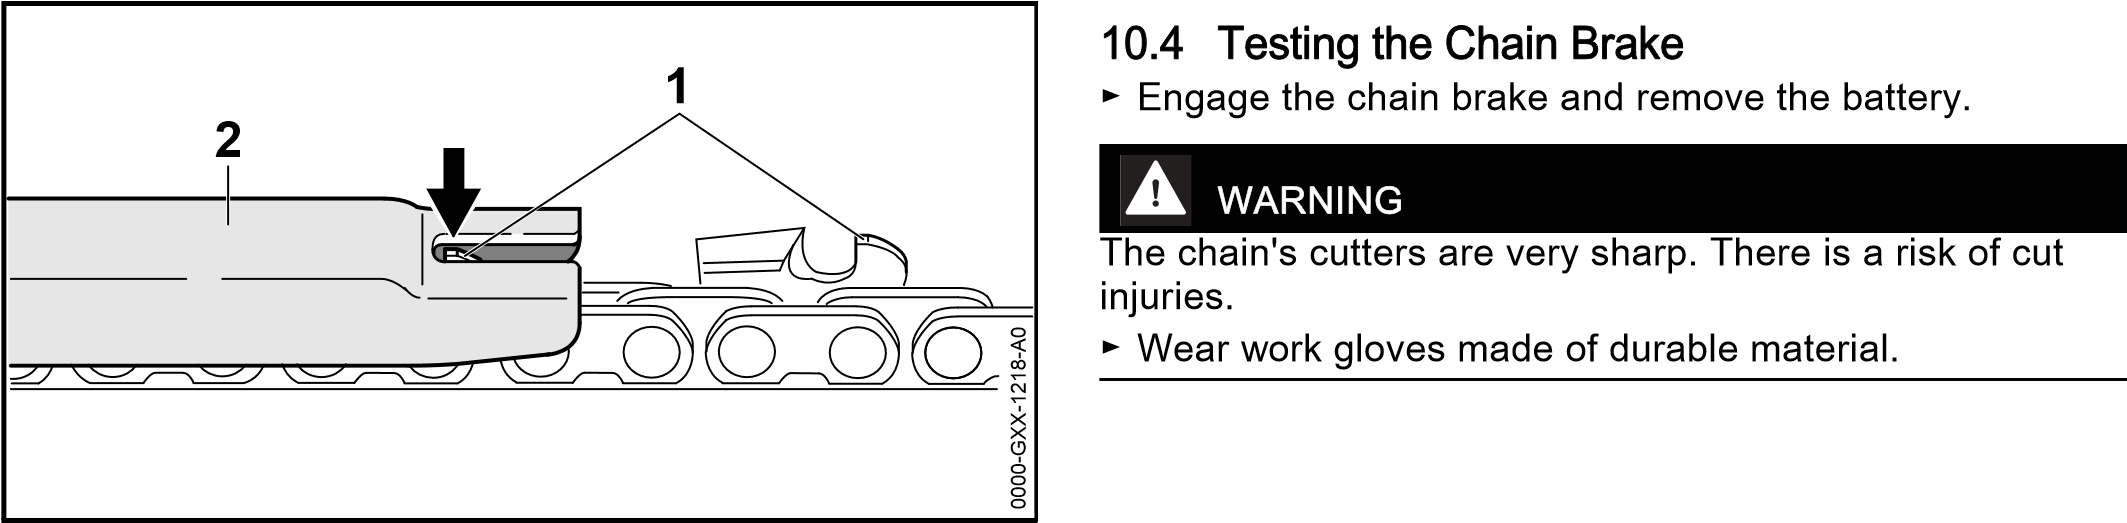 1
2
0000-GXX-1218-A0
10.4 Testing the Chain Brake
► Engage the chain brake and remove the battery.
! WARNING
The chain's cutters are very sharp. There is a risk of cut
injuries.
► Wear work gloves made of durable material.